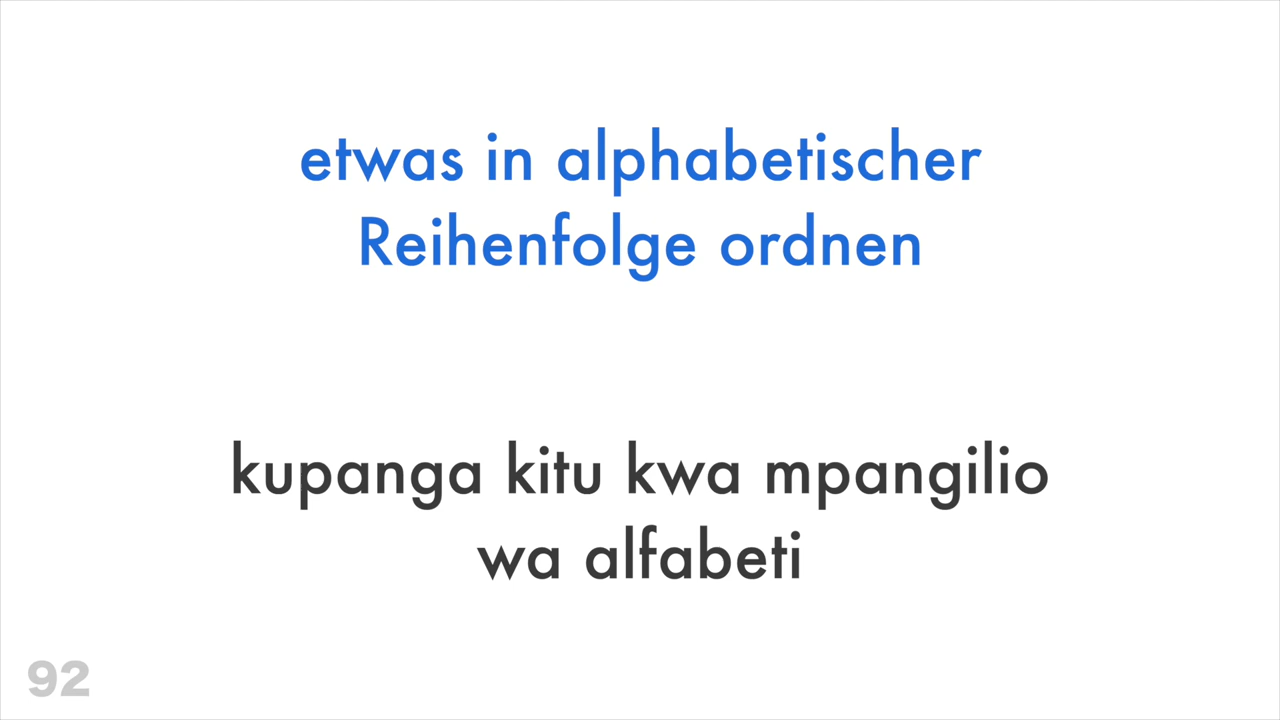 etwas in alphabetischer
Reihenfolge ordnen
kupanga kitu kwa mpangilio
wa alfabeti
92